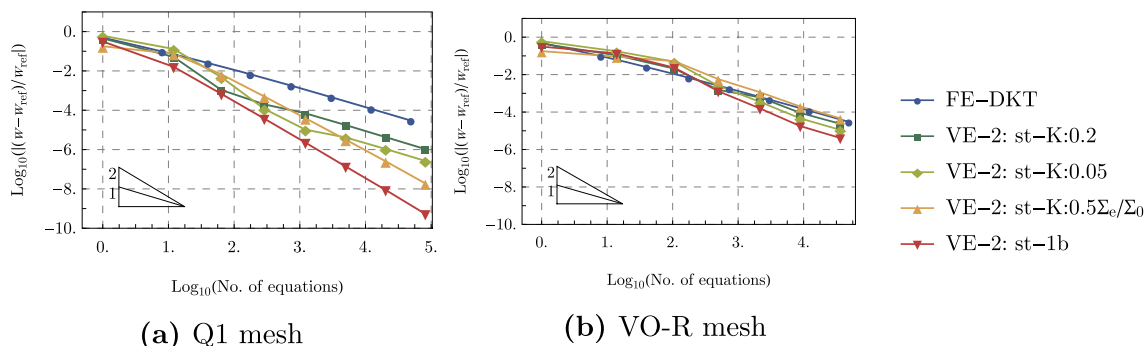 Log10(|(w−wref)/wref|)
0.
−2.
−4.
−6.
−8.
−10.
2
1
0. 1. 2. 3. 4. 5.
Log10(No. of equations)
(a) Q1 mesh
Log10(|(w−wref)/wref|)
0.
−2.
−4.
−6.
−8.
−10.
2
1
0. 1. 2. 3. 4.
Log10(No. of equations)
(b) VO-R mesh
FE−DKT
VE−2: st−K:0.2
VE−2: st−K:0.05
VE−2: st−K:0.5Σe/Σ0
VE−2: st−1b